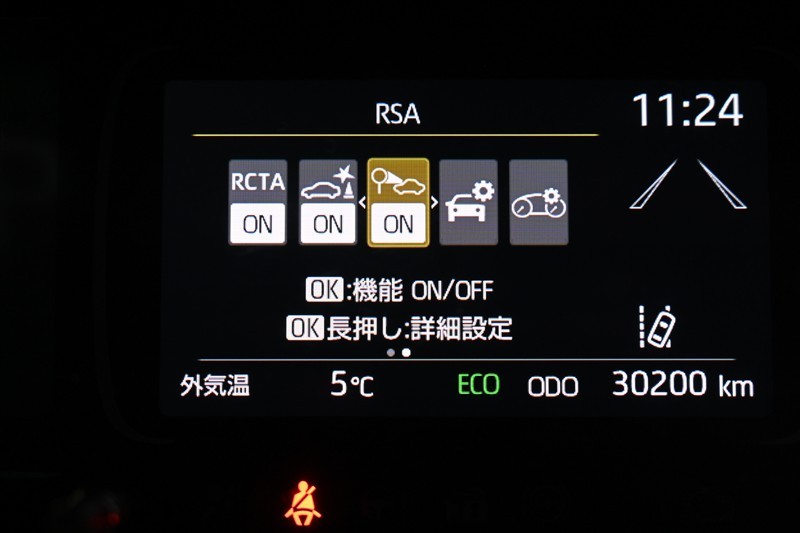 RSA
11:24
RCTA
ON ON ON
OK:機能 ON/OFF
OK長押し:詳細設定
外気温 5℃ ECO ODO 30200 km